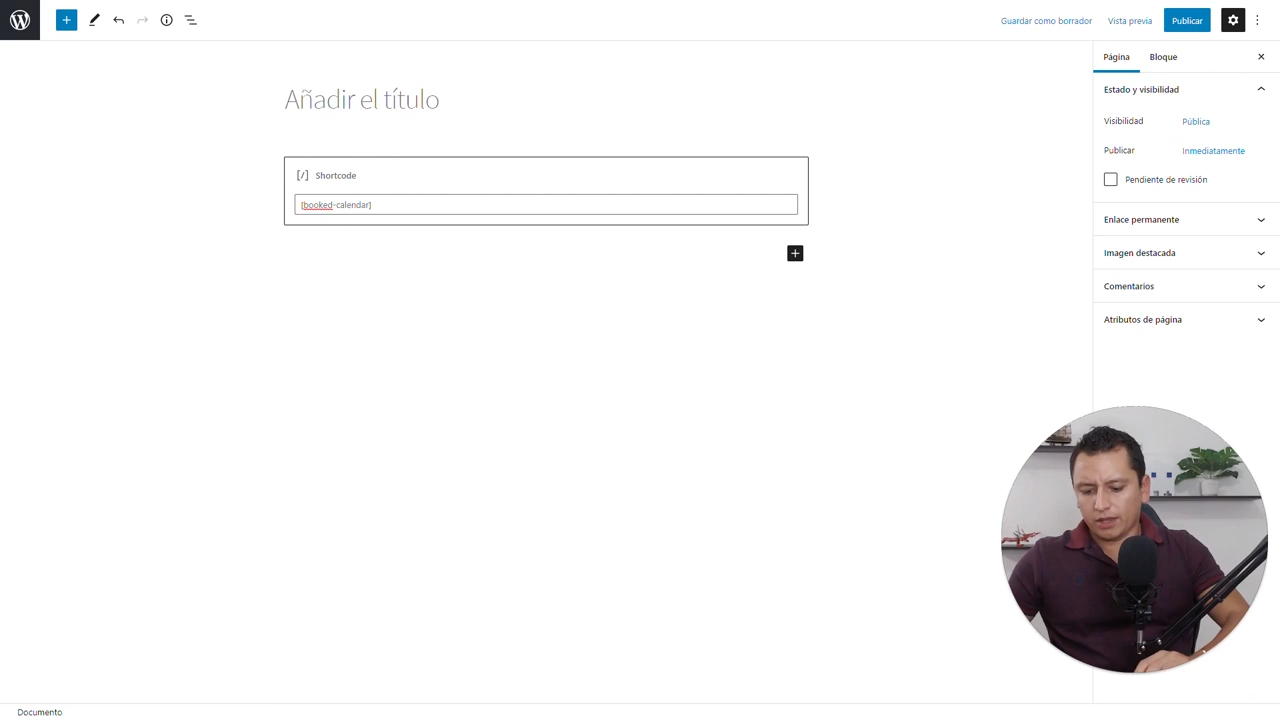 Guardar como borrador Vista previa Publicar
Página Bloque
Añadir el título
Estado y visibilidad
Visibilidad Pública
Publicar Inmediatamente
Pendiente de revisión
[/] Shortcode
[booked-calendar]
Enlace permanente
Imagen destacada
Comentarios
Atributos de página
Documento